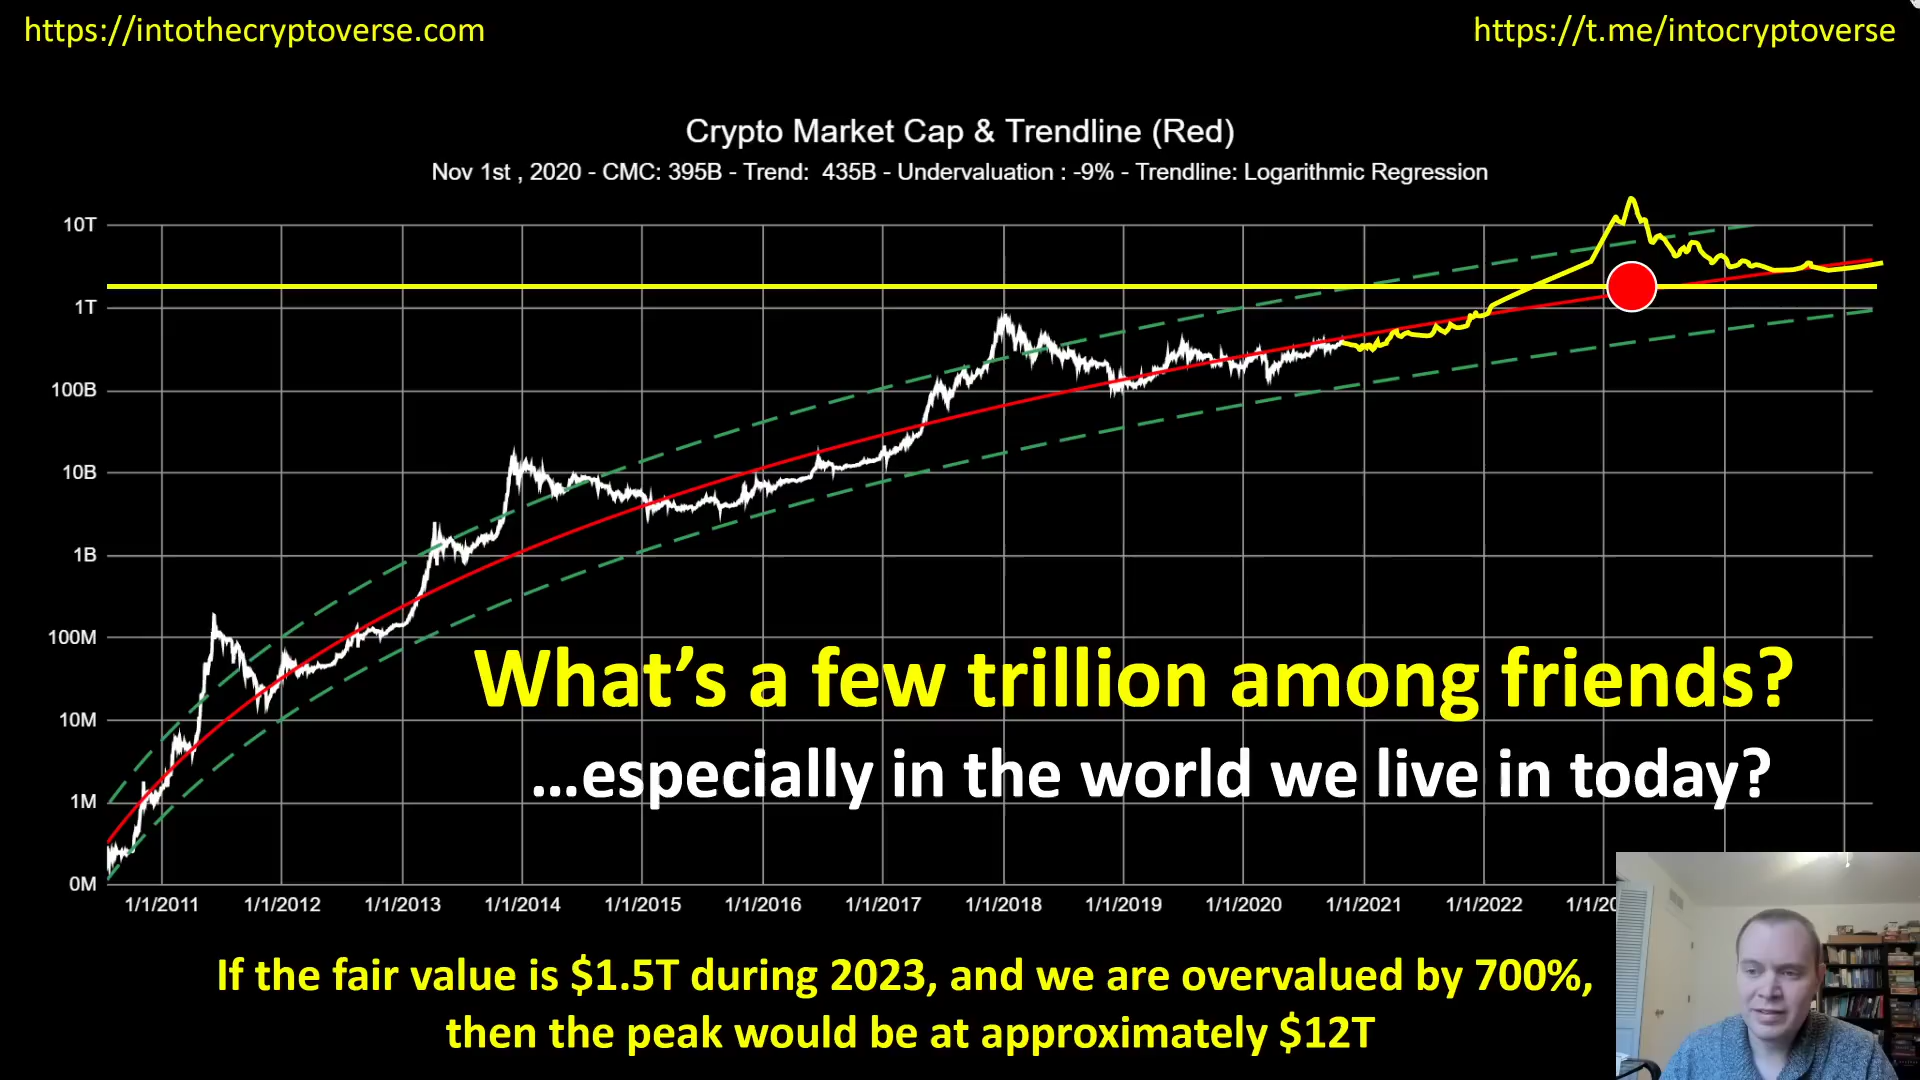 https://intothecryptoverse.com
https://t.me/intocryptoverse
Crypto Market Cap & Trendline (Red)
Nov 1st , 2020 - CMC: 395B - Trend:  435B - Undervaluation : -9% - Trendline: Logarithmic Regression
10T
1T
100B
10B
1B
100M
10M
1M
0M
What's a few trillion among friends?
...especially in the world we live in today?
1/1/2011 1/1/2012 1/1/2013 1/1/2014 1/1/2015 1/1/2016 1/1/2017 1/1/2018 1/1/2019 1/1/2020 1/1/2021 1/1/2022
If the fair value is $1.5T during 2023, and we are overvalued by 700%,
then the peak would be at approximately $12T